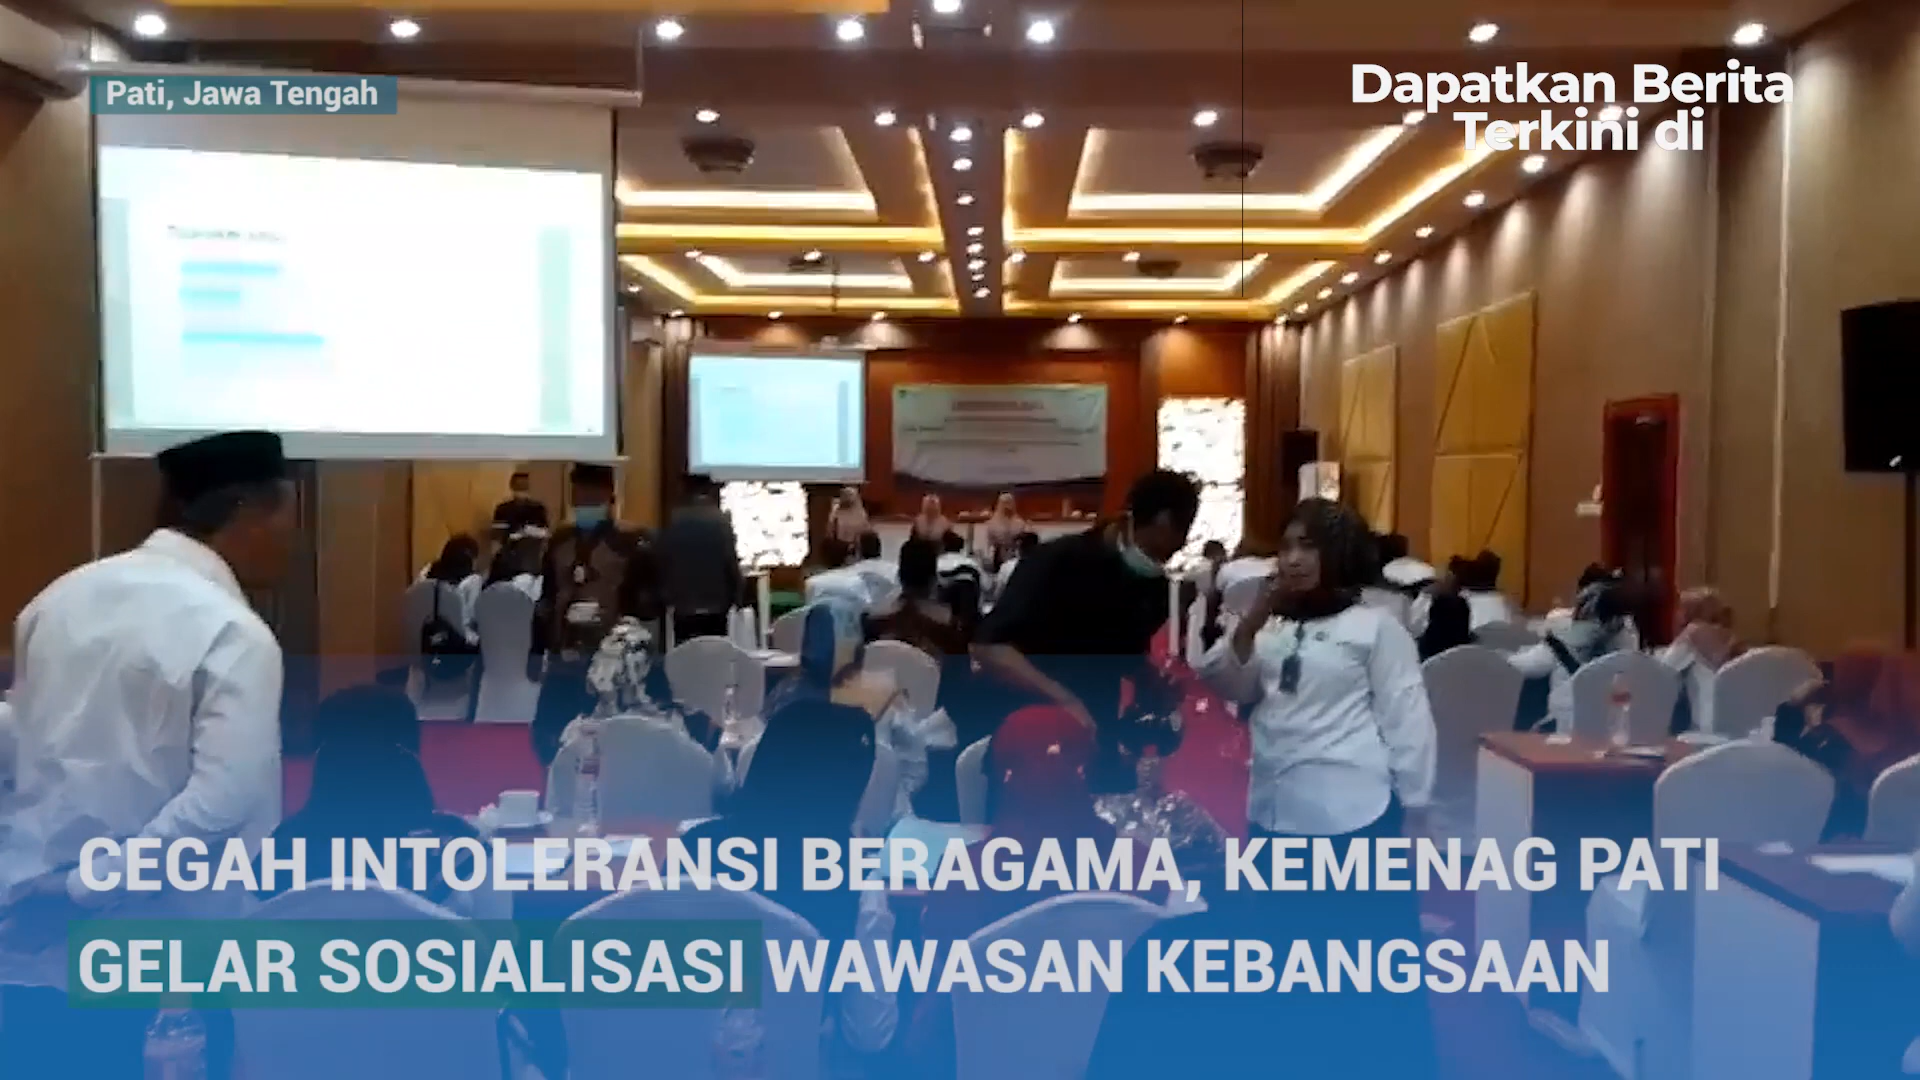 Pati, Jawa Tengah
Dapatkan Berita
Terkini di
CEGAH INTOLERANSI BERAGAMA, KEMENAG PATI
GELAR SOSIALISASI WAWASAN KEBANGSAAN